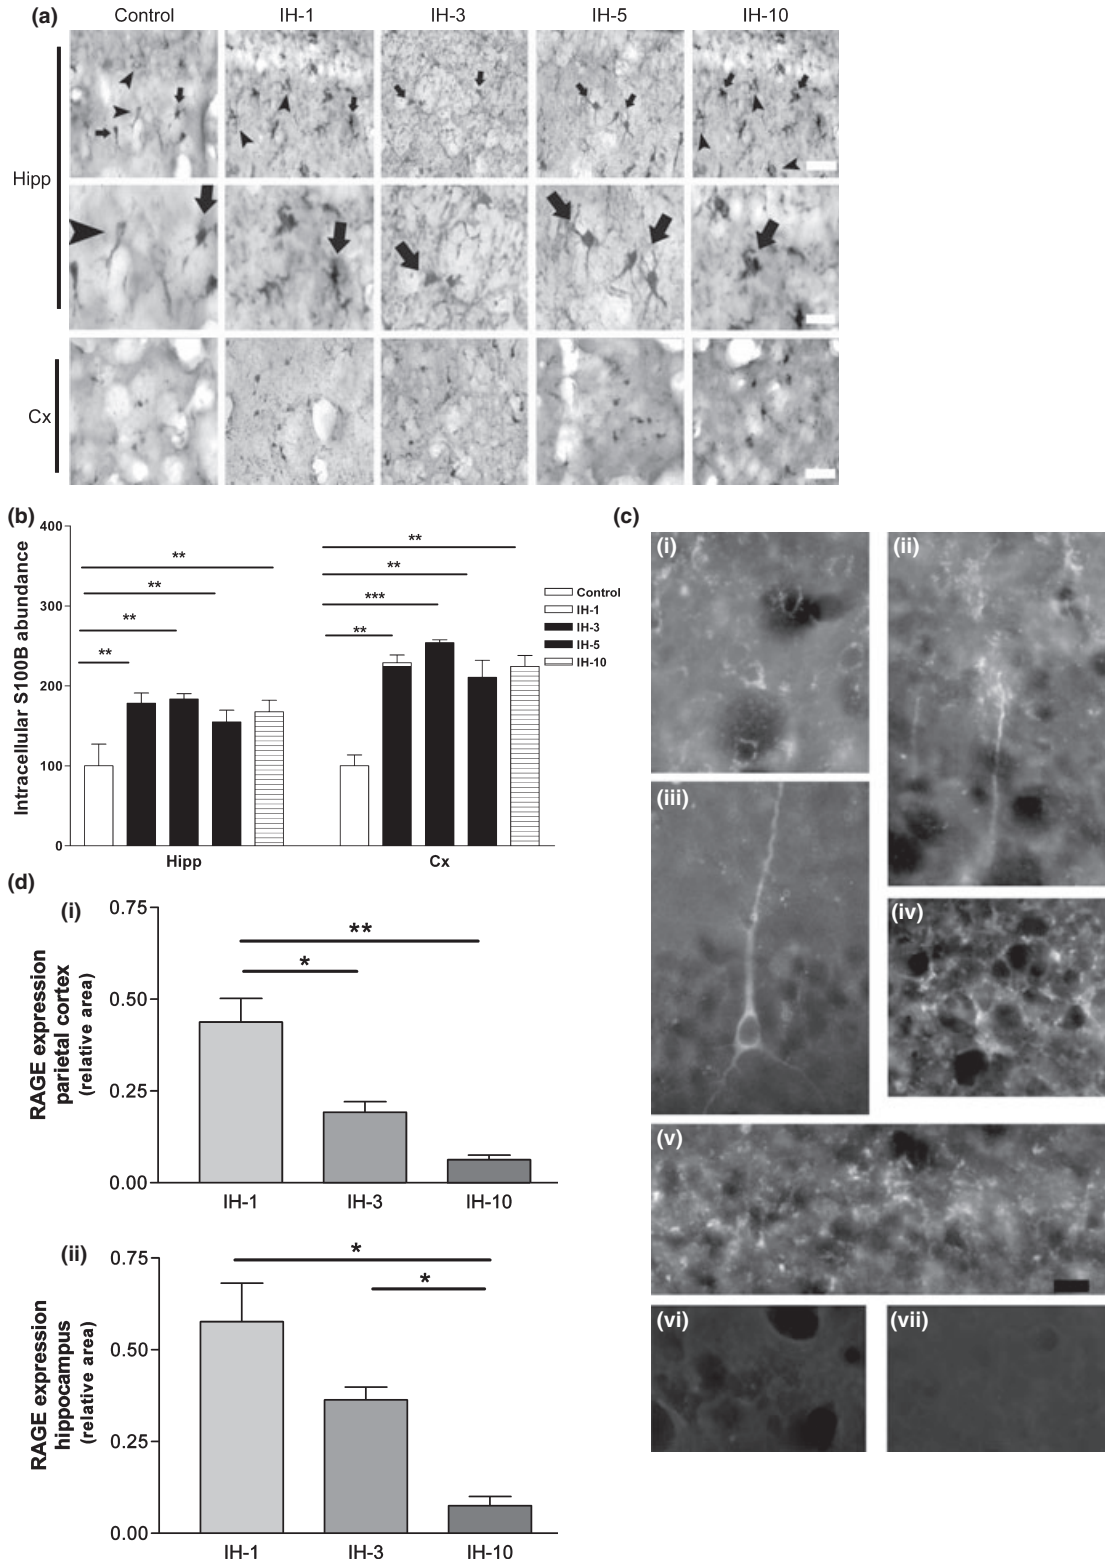 (a)
Control IH-1 IH-3 IH-5 IH-10
Hipp
Cx
(b)
Intracellular S100B abundance
400
300
200
100
0
**
**
**
**
**
**
***
**
Hipp Cx
Control
IH-1
IH-3
IH-5
IH-10
(c)
(i)
(ii)
(iii)
(iv)
(v)
(vi)
(vii)
(d)
(i)
RAGE expression
parietal cortex
(relative area)
0.75
0.50
0.25
0.00
**
*
IH-1 IH-3 IH-10
(ii)
RAGE expression
hippocampus
(relative area)
0.75
0.50
0.25
0.00
*
*
IH-1 IH-3 IH-10